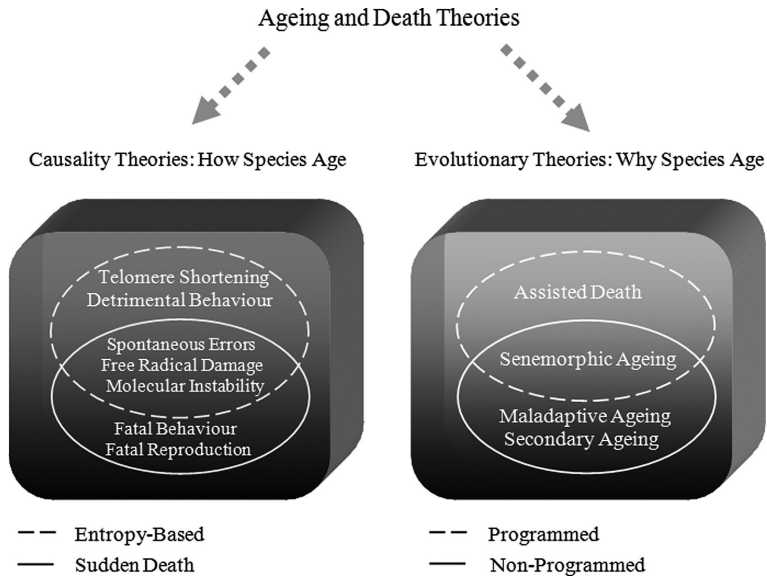 Ageing and Death Theories
Causality Theories: How Species Age
Telomere Shortening
Detrimental Behaviour
Spontaneous Errors
Free Radical Damage
Molecular Instability
Fatal Behaviour
Fatal Reproduction
Entropy-Based
Sudden Death
Evolutionary Theories: Why Species Age
Assisted Death
Senemorphic Ageing
Maladaptive Ageing
Secondary Ageing
Programmed
Non-Programmed